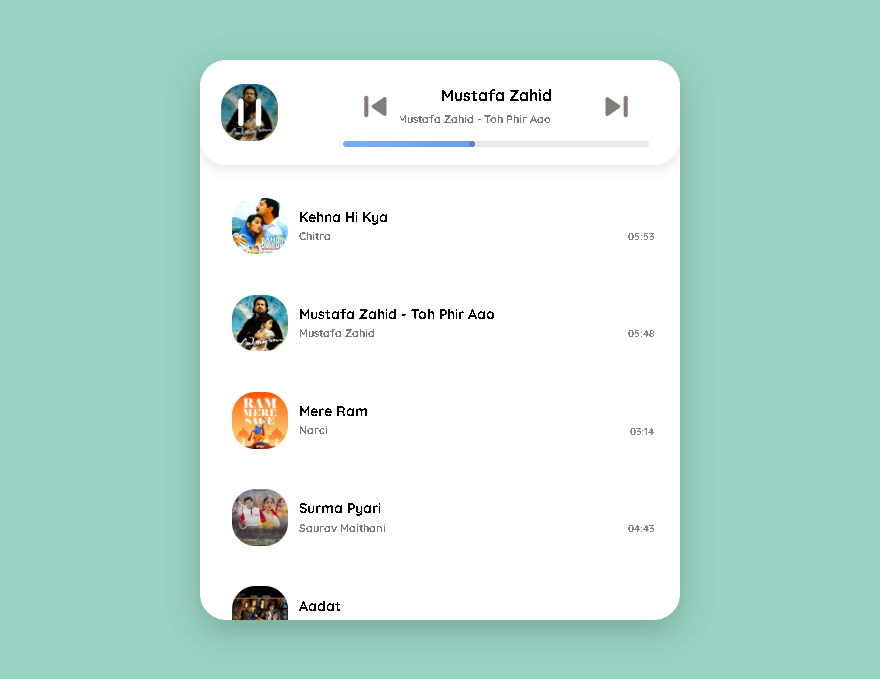 Mustafa Zahid
Mustafa Zahid - Toh Phir Aao
Kehna Hi Kya
Chitra
05:53
Mustafa Zahid - Toh Phir Aao
Mustafa Zahid
05:48
RAM
MERE
Mere Ram
Narci
03:14
Surma Pyari
Saurav Maithani
04:43
Aadat